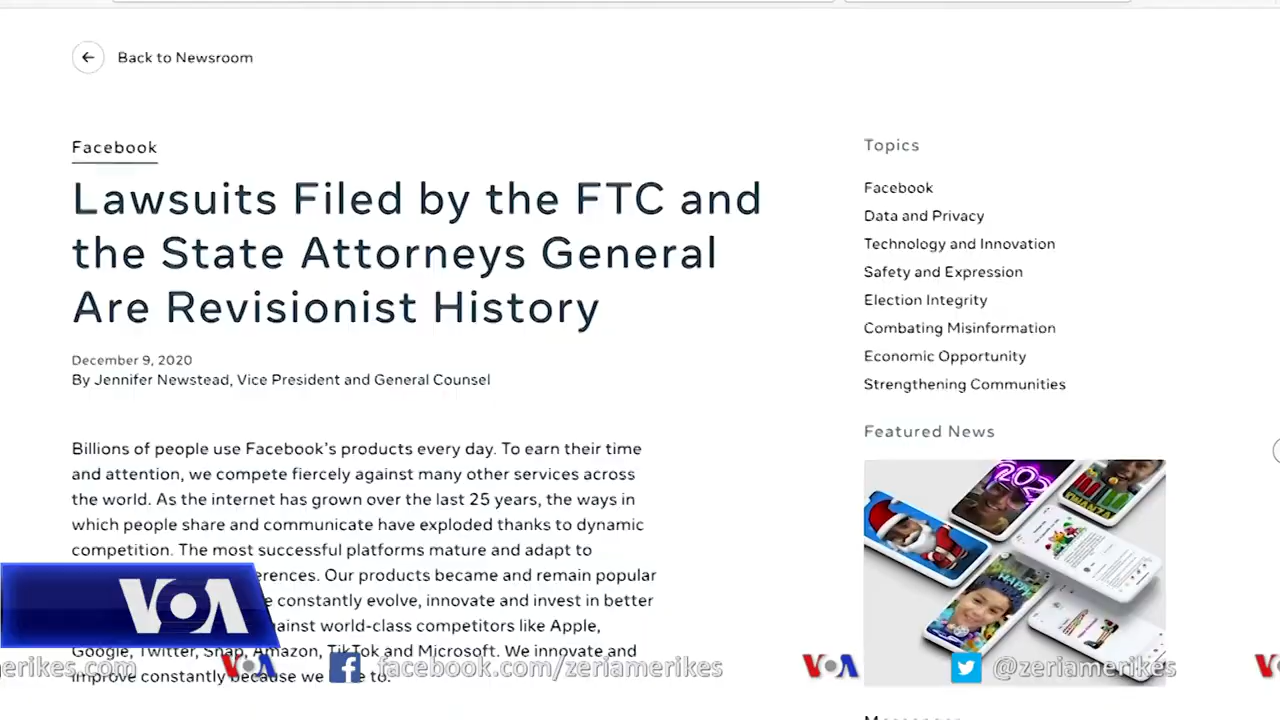 Back to Newsroom
Facebook
Lawsuits Filed by the FTC and
the State Attorneys General
Are Revisionist History
December 9, 2020
By Jennifer Newstead, Vice President and General Counsel
Billions of people use Facebook's products every day. To earn their time
and attention, we compete fiercely against many other services across
the world. As the internet has grown over the last 25 years, the ways in
which people share and communicate have exploded thanks to dynamic
competition. The most successful platforms mature and adapt to
erences. Our products became and remain popular
e constantly evolve, innovate and invest in better
gainst world-class competitors like Apple,
Google, Twitter, Snap, Amazon, TikTok and Microsoft. We innovate and
improve constantly because we to.
Topics
Facebook
Data and Privacy
Technology and Innovation
Safety and Expression
Election Integrity
Combating Misinformation
Economic Opportunity
Strengthening Communities
Featured News
202
VOA
merikes.com VOA facebook.com/zeriamerikes VOA @zeriamerikes